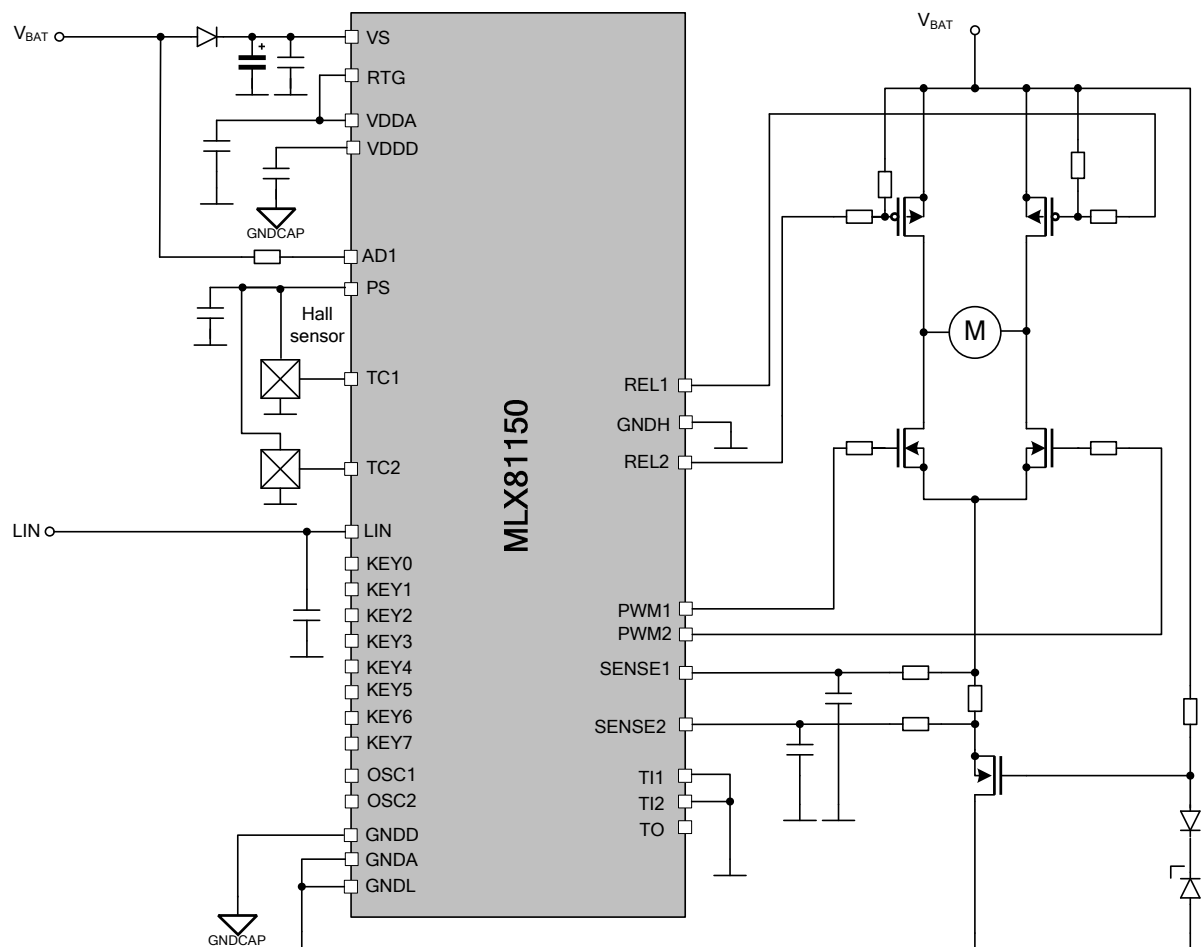 VBAT
VS
RTG
VDDA
VDDD
GNDCAP
AD1
PS
Hall
sensor
TC1
TC2
LIN
LIN
KEY0
KEY1
KEY2
KEY3
KEY4
KEY5
KEY6
KEY7
OSC1
OSC2
GNDD
GNDA
GNDL
GNDCAP
MLX81150
REL1
GNDH
REL2
PWM1
PWM2
SENSE1
SENSE2
TI1
TI2
TO
VBAT
M
+